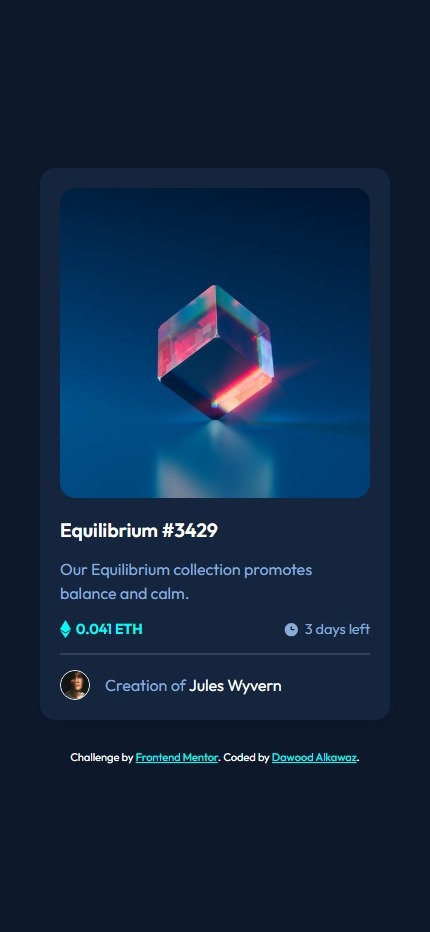 Equilibrium #3429
Our Equilibrium collection promotes
balance and calm.
0.041 ETH 3 days left
Creation of Jules Wyvern
Challenge by Frontend Mentor. Coded by Dawood Alkawaz.